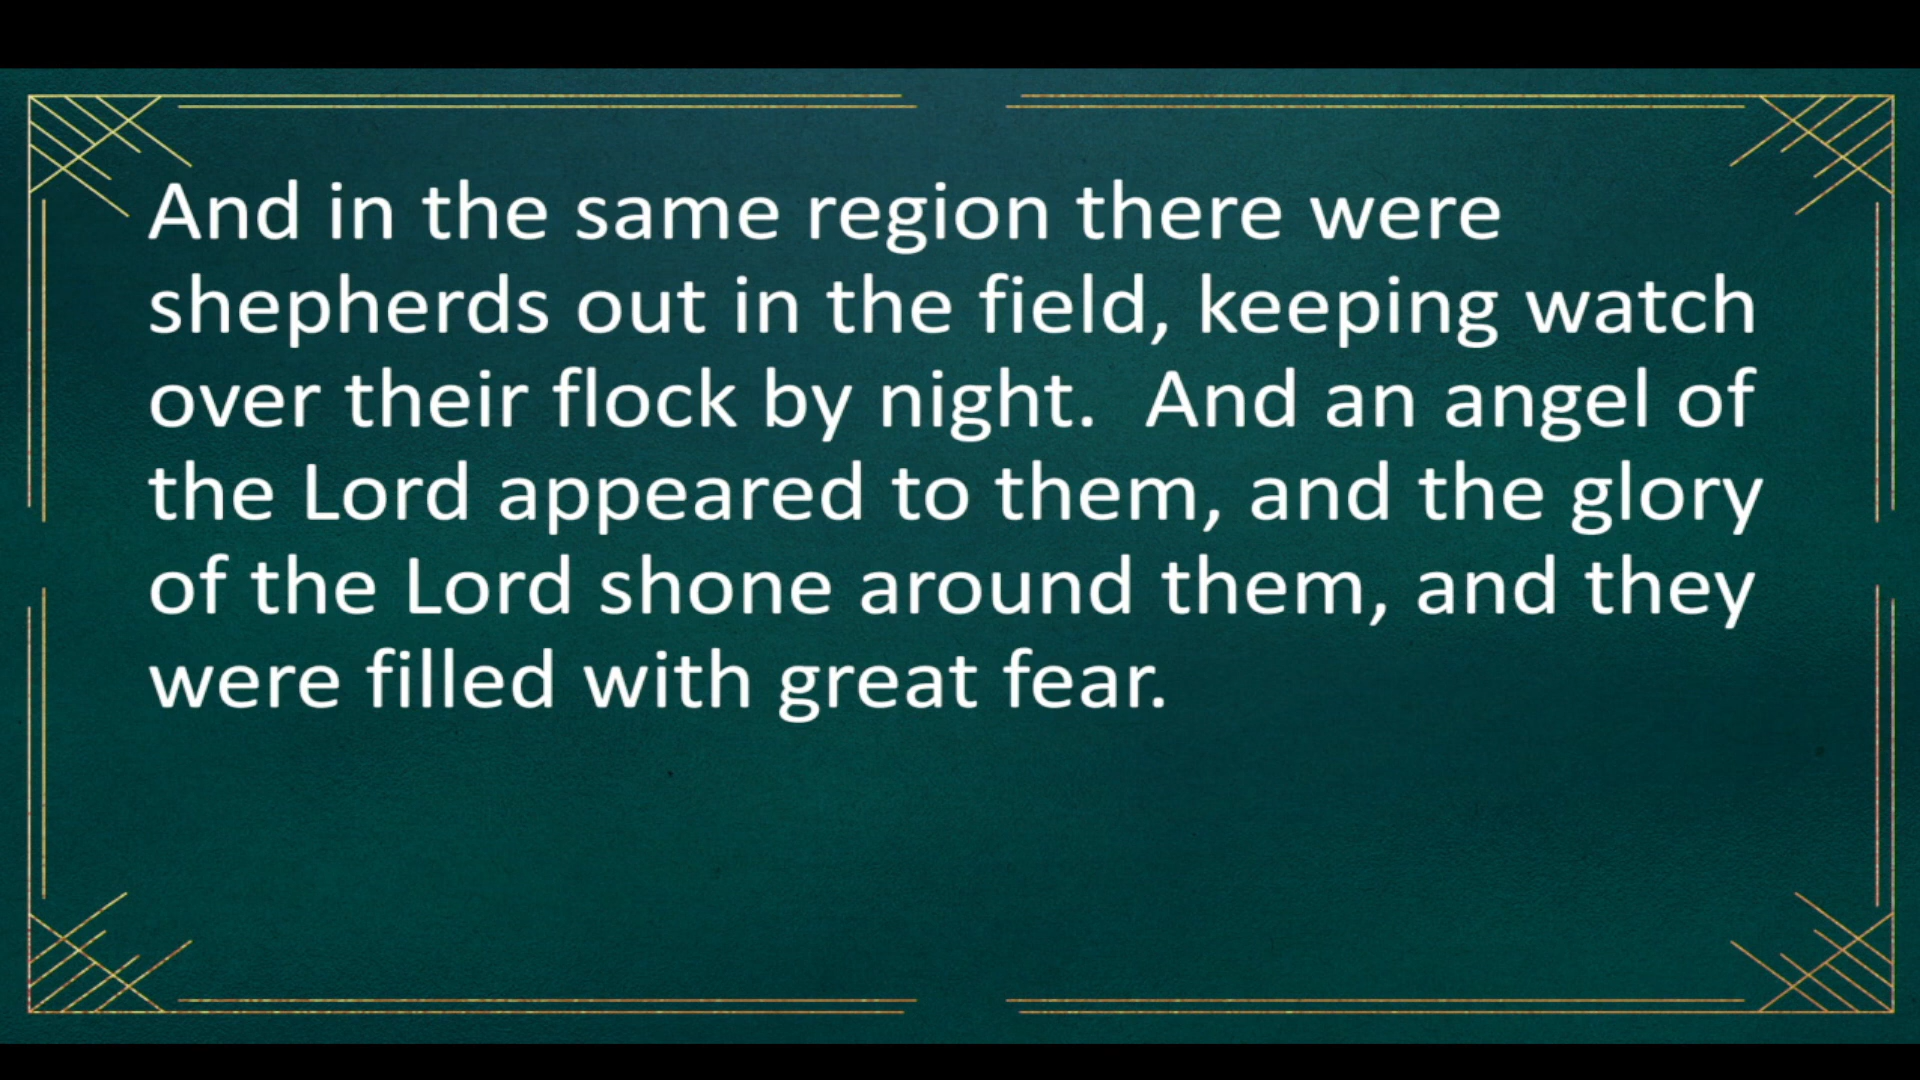 And in the same region there were
shepherds out in the field, keeping watch
over their flock by night.  And an angel of
the Lord appeared to them, and the glory
of the Lord shone around them, and they
were filled with great fear.